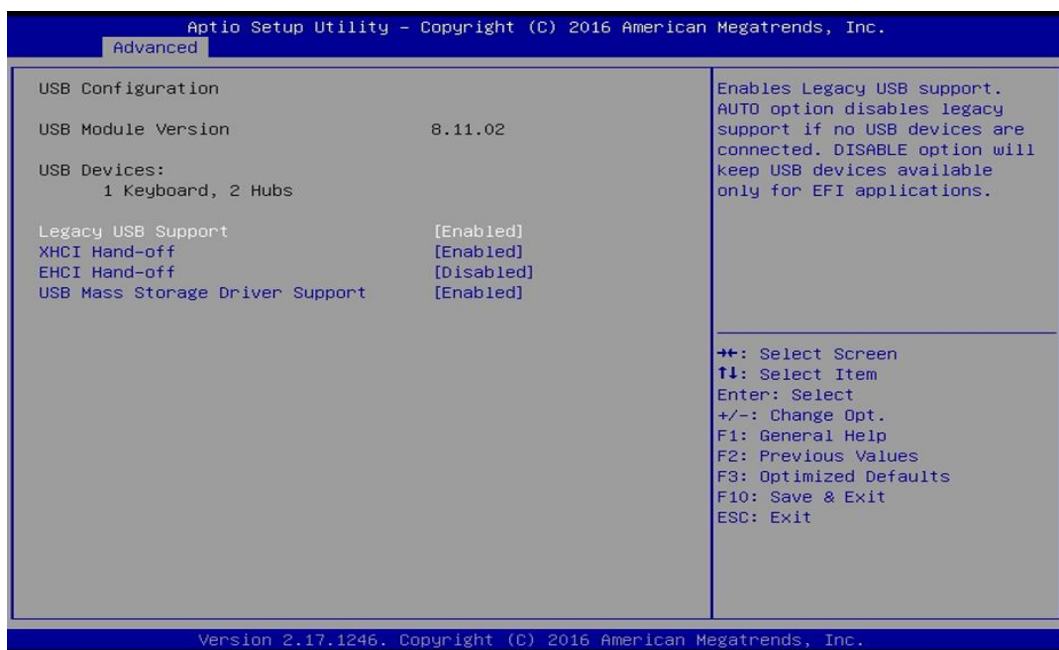 Aptio Setup Utility – Copyright (C) 2016 American Megatrends, Inc.
Advanced
USB Configuration
USB Module Version 8.11.02
USB Devices:
1 Keyboard, 2 Hubs
Legacy USB Support [Enabled]
XHCI Hand-off [Enabled]
EHCI Hand-off [Disabled]
USB Mass Storage Driver Support [Enabled]
Enables Legacy USB support.
AUTO option disables legacy
support if no USB devices are
connected. DISABLE option will
keep USB devices available
only for EFI applications.
→←: Select Screen
↑↓: Select Item
Enter: Select
+/-: Change Opt.
F1: General Help
F2: Previous Values
F3: Optimized Defaults
F10: Save & Exit
ESC: Exit
Version 2.17.1246. Copyright (C) 2016 American Megatrends, Inc.